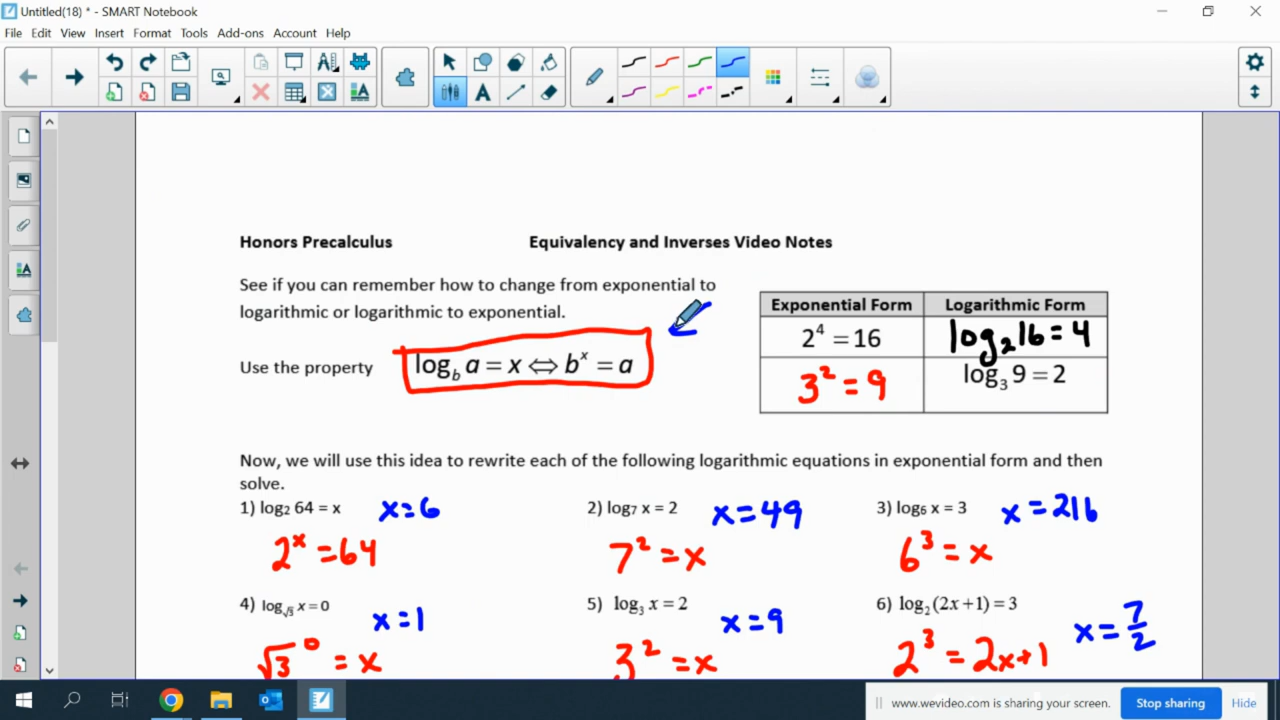 Untitled(18) * - SMART Notebook
File Edit View Insert Format Tools Add-ons Account Help
Honors Precalculus Equivalency and Inverses Video Notes
See if you can remember how to change from exponential to
logarithmic or logarithmic to exponential.
Use the property log_b a = x ⇔ b^x = a
Exponential Form Logarithmic Form
2^4 = 16 log_2 16 = 4
3^2 = 9 log_3 9 = 2
Now, we will use this idea to rewrite each of the following logarithmic equations in exponential form and then
solve.
1) log₂ 64 = x x=6 2) log₇ x = 2 x=49 3) log₆ x = 3 x=216
2^x = 64 7^2 = x 6^3 = x
4) log_√3 x = 0 x=1 5) log_3 x = 2 x=9 6) log_2 (2x+1) = 3 x=7/2
√3^0 = x 3^2 = x 2^3 = 2x+1
www.wevideo.com is sharing your screen. Stop sharing Hide